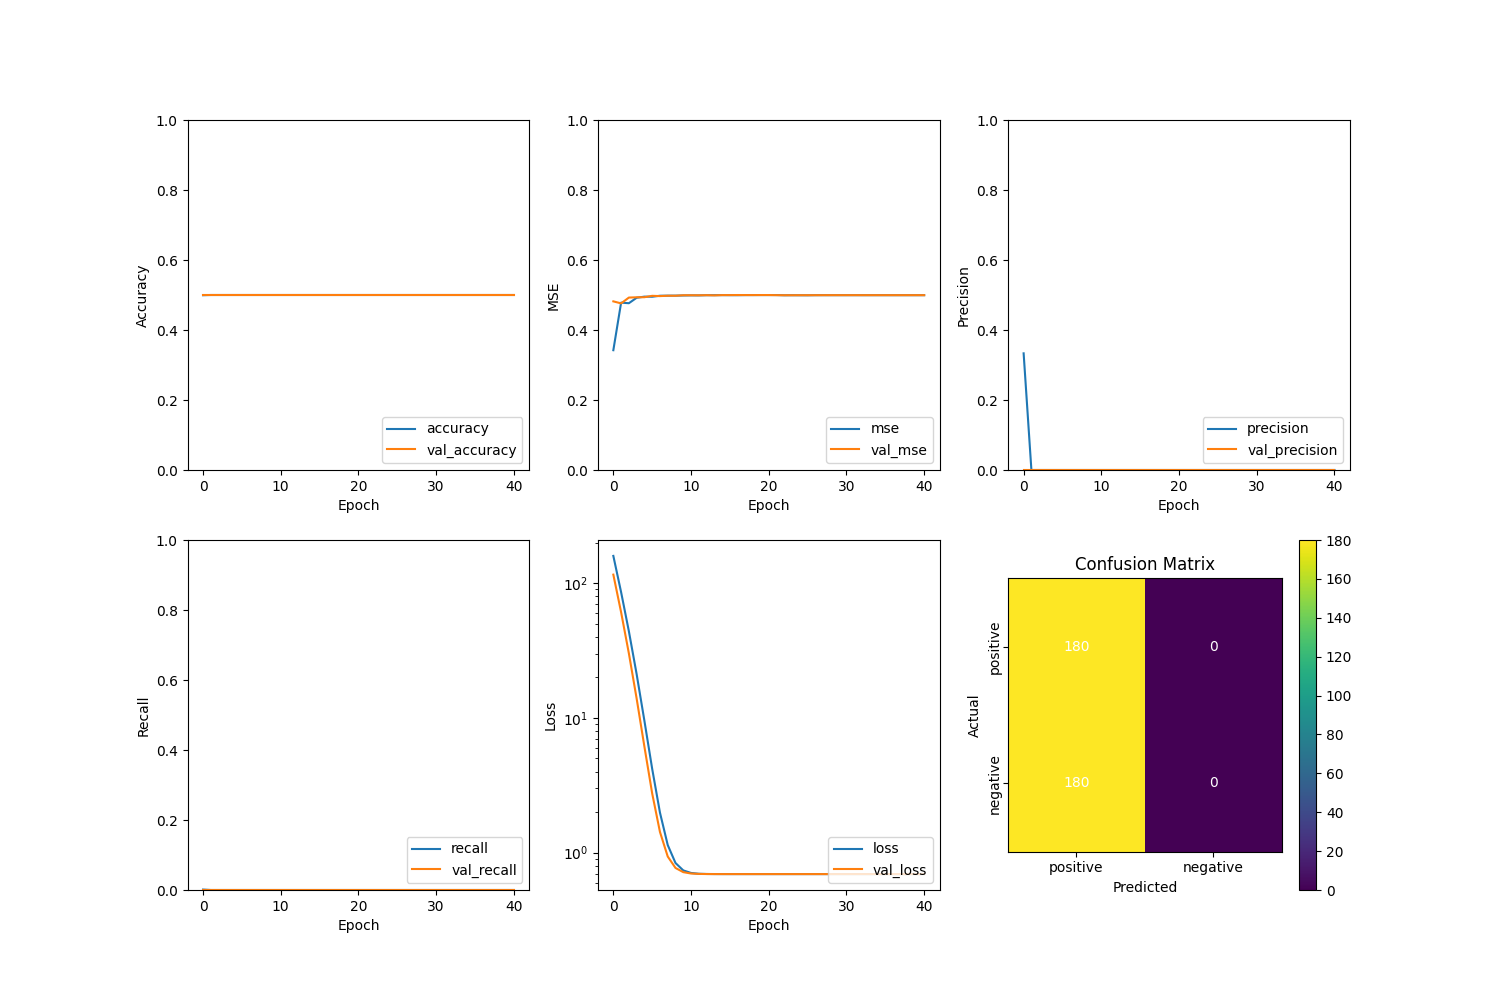 1.0
0.8
0.6
0.4
0.2
0.0
Accuracy
accuracy
val_accuracy
0 10 20 30 40
Epoch
1.0
0.8
0.6
0.4
0.2
0.0
MSE
mse
val_mse
0 10 20 30 40
Epoch
1.0
0.8
0.6
0.4
0.2
0.0
Precision
precision
val_precision
0 10 20 30 40
Epoch
1.0
0.8
0.6
0.4
0.2
0.0
Recall
recall
val_recall
0 10 20 30 40
Epoch
10²
10¹
10⁰
Loss
loss
val_loss
0 10 20 30 40
Epoch
Confusion Matrix
Actual
positive
negative
180 0
180 0
positive negative
Predicted
180
160
140
120
100
80
60
40
20
0